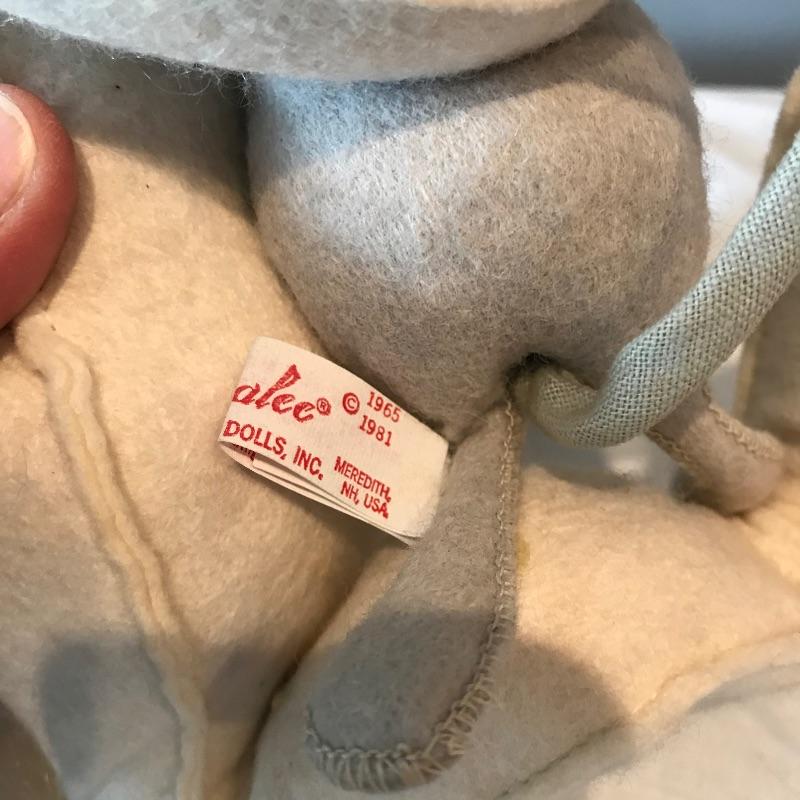 alee® © 1965
1981
DOLLS, INC. MEREDITH,
NH, USA